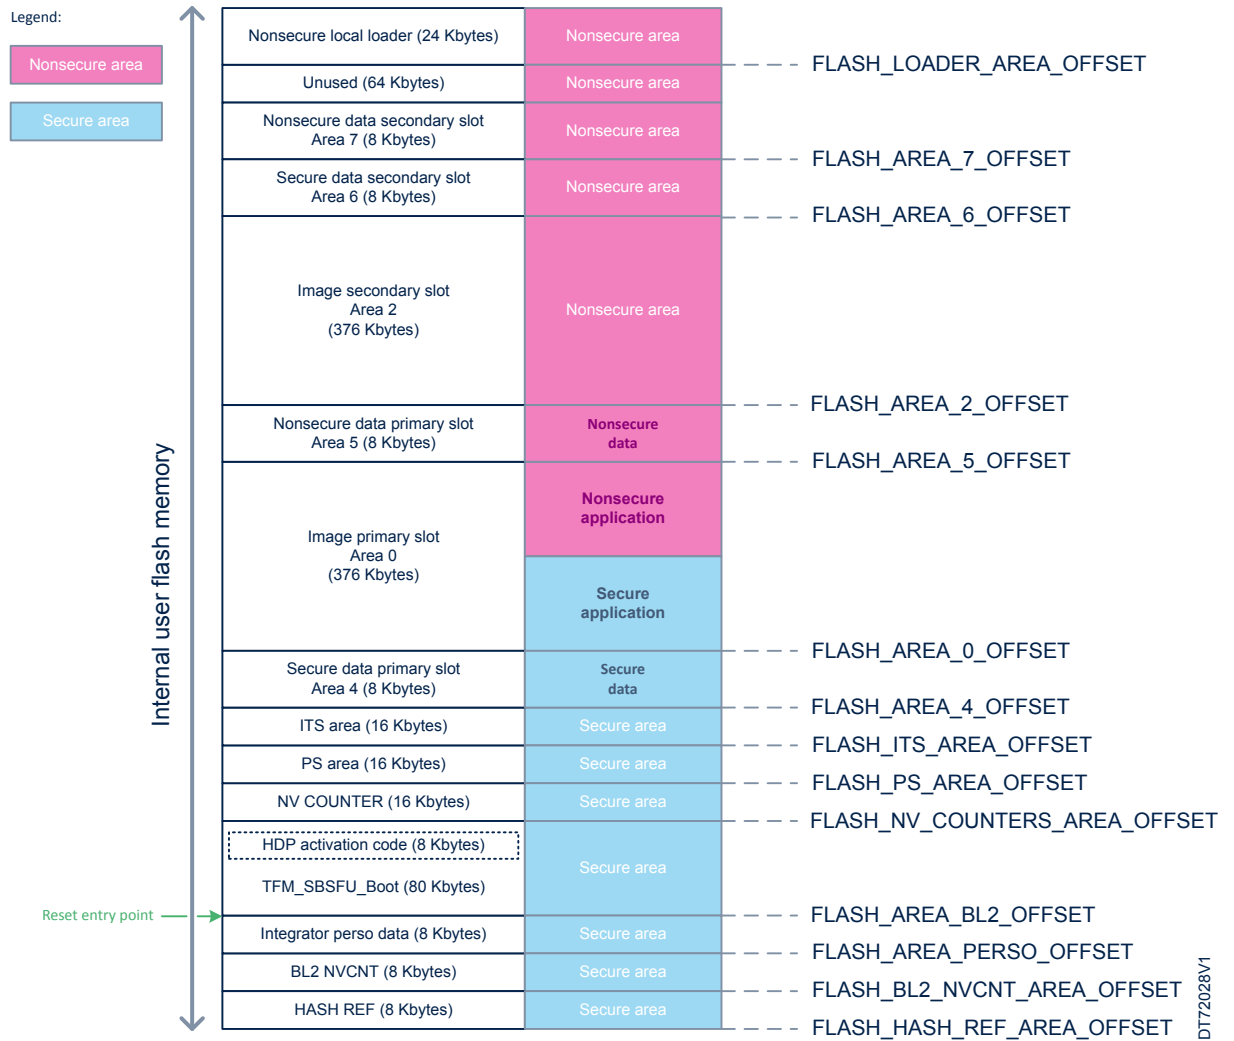 Legend:
Nonsecure area
Secure area
Internal user flash memory
Reset entry point
Nonsecure local loader (24 Kbytes)
Nonsecure area
FLASH_LOADER_AREA_OFFSET
Unused (64 Kbytes)
Nonsecure area
Nonsecure data secondary slot
Area 7 (8 Kbytes)
Nonsecure area
FLASH_AREA_7_OFFSET
Secure data secondary slot
Area 6 (8 Kbytes)
Nonsecure area
FLASH_AREA_6_OFFSET
Image secondary slot
Area 2
(376 Kbytes)
Nonsecure area
FLASH_AREA_2_OFFSET
Nonsecure data primary slot
Area 5 (8 Kbytes)
Nonsecure
data
FLASH_AREA_5_OFFSET
Image primary slot
Area 0
(376 Kbytes)
Nonsecure
application
Secure
application
FLASH_AREA_0_OFFSET
Secure data primary slot
Area 4 (8 Kbytes)
Secure
data
FLASH_AREA_4_OFFSET
ITS area (16 Kbytes)
Secure area
FLASH_ITS_AREA_OFFSET
PS area (16 Kbytes)
Secure area
FLASH_PS_AREA_OFFSET
NV COUNTER (16 Kbytes)
Secure area
FLASH_NV_COUNTERS_AREA_OFFSET
HDP activation code (8 Kbytes)
TFM_SBSFU_Boot (80 Kbytes)
Secure area
FLASH_AREA_BL2_OFFSET
Integrator perso data (8 Kbytes)
Secure area
FLASH_AREA_PERSO_OFFSET
BL2 NVCNT (8 Kbytes)
Secure area
FLASH_BL2_NVCNT_AREA_OFFSET
HASH REF (8 Kbytes)
Secure area
FLASH_HASH_REF_AREA_OFFSET
DT72028V1